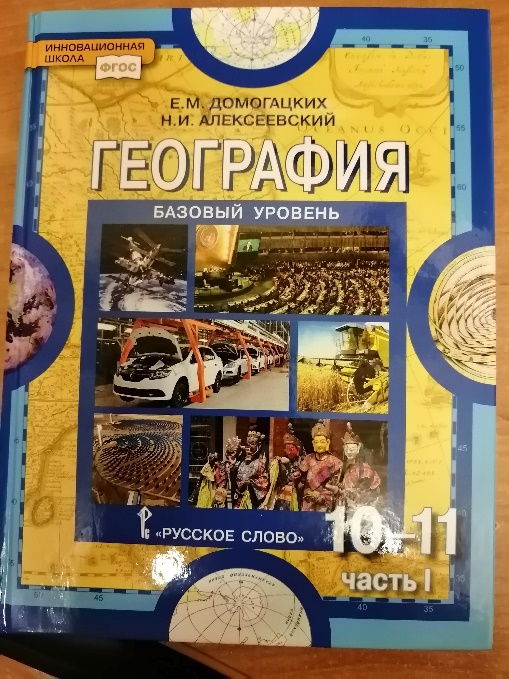 ИННОВАЦИОННАЯ
ШКОЛА
ФГОС
Е.М. ДОМОГАЦКИХ
Н.И. АЛЕКСЕЕВСКИЙ
ГЕОГРАФИЯ
БАЗОВЫЙ УРОВЕНЬ
«РУССКОЕ СЛОВО»
10–11
часть I